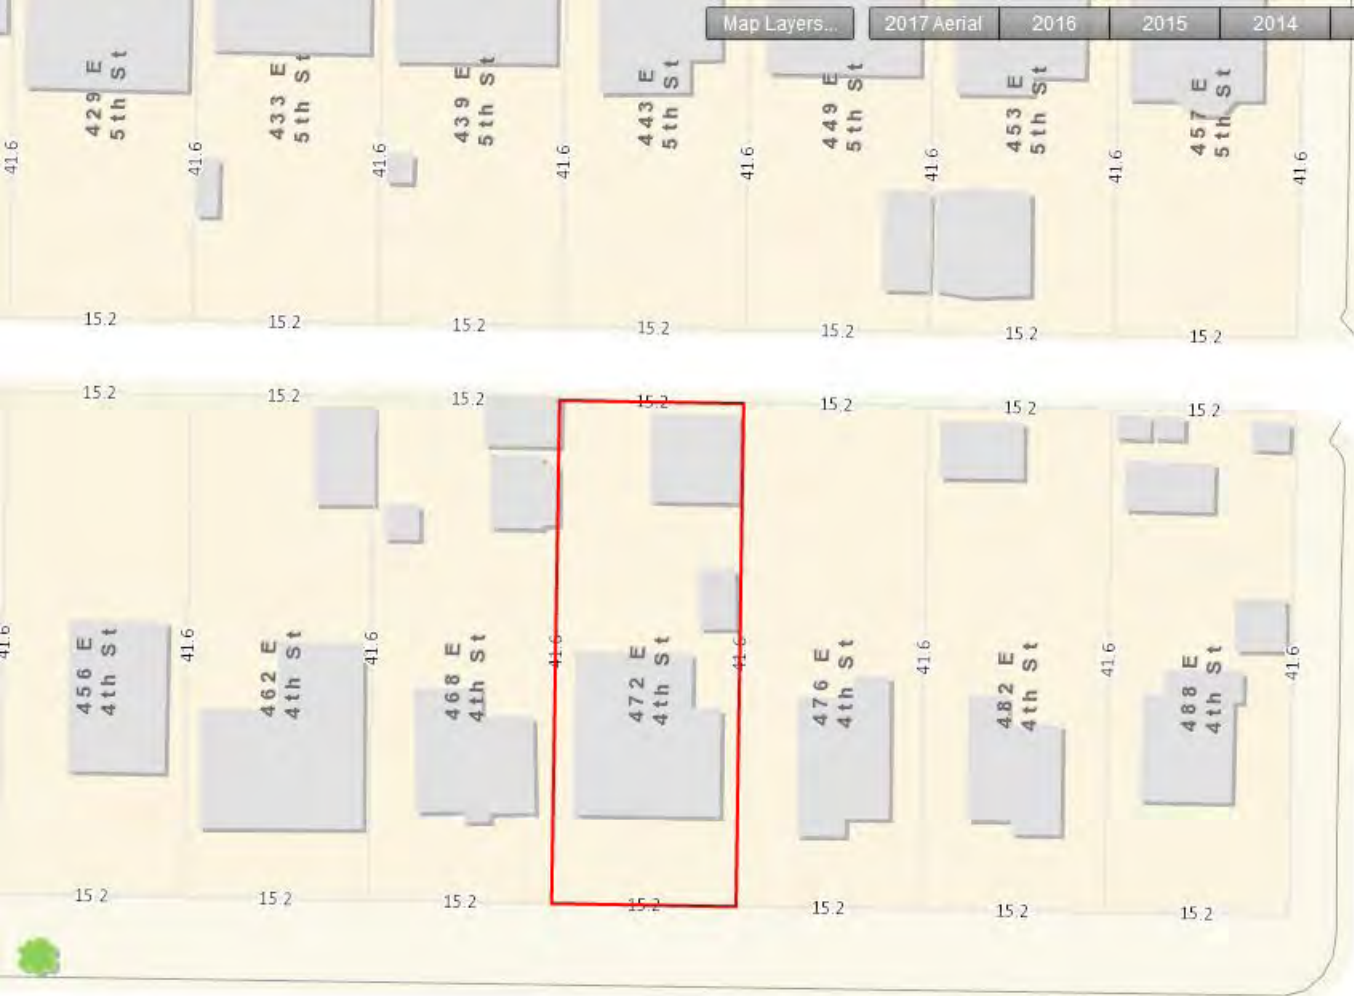 Map Layers...
2017 Aerial
2016
2015
2014
429 E
5th St
433 E
5th St
439 E
5th St
443 E
5th St
449 E
5th St
453 E
5th St
457 E
5th St
41.6
41.6
41.6
41.6
41.6
41.6
41.6
41.6
15.2
15.2
15.2
15.2
15.2
15.2
15.2
15.2
15.2
15.2
15.2
15.2
15.2
15.2
456 E
4th St
462 E
4th St
468 E
4th St
472 E
4th St
476 E
4th St
482 E
4th St
488 E
4th St
41.6
41.6
41.6
41.6
41.6
41.6
41.6
41.6
15.2
15.2
15.2
15.2
15.2
15.2
15.2